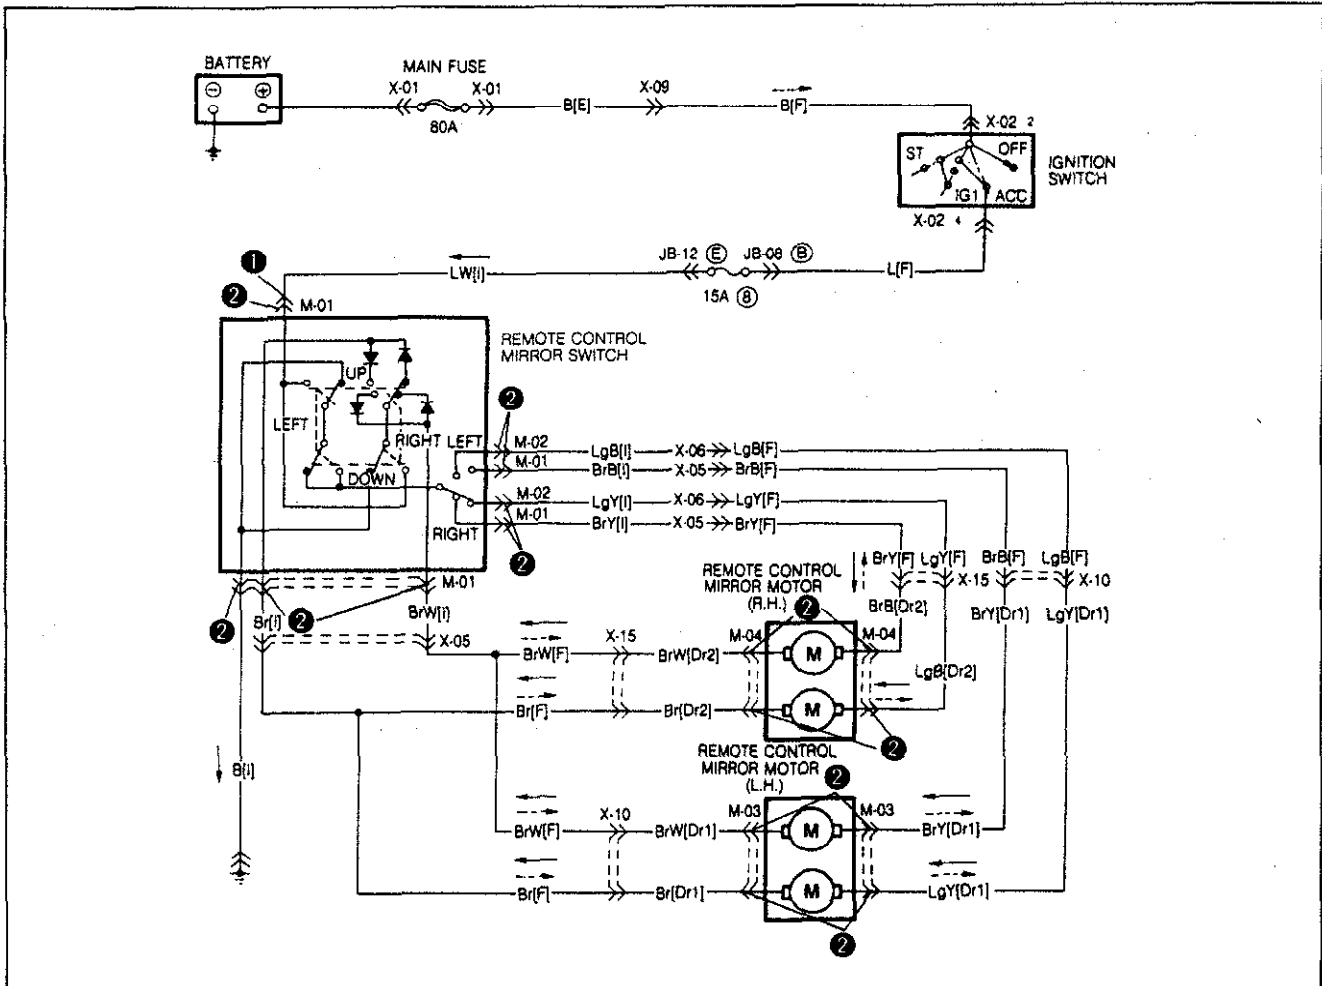 BATTERY
MAIN FUSE
X-01
X-01
X-09
80A
B[E]
B[F]
X-02 2
ST
OFF
IG1
ACC
IGNITION
SWITCH
X-02 4
JB-12 Ⓔ
JB-08 Ⓑ
15A ⑧
L[F]
LW[I]
1
2
M-01
REMOTE CONTROL
MIRROR SWITCH
UP
LEFT
RIGHT
LEFT
DOWN
RIGHT
2
M-02
LgB[I]
X-06
LgB[F]
M-01
BrB[I]
X-05
BrB[F]
M-02
LgY[I]
X-06
LgY[F]
M-01
BrY[I]
X-05
BrY[F]
2
BrY[F]
LgY[F]
BrB[F]
LgB[F]
X-15
X-10
BrB[Dr2]
BrY[Dr1]
LgY[Dr1]
M-01
2
Br[I]
2
BrW[I]
X-05
REMOTE CONTROL
MIRROR MOTOR
(R.H.)
2
BrW[F]
X-15
BrW[Dr2]
M-04
M
M-04
LgB[Dr2]
Br[F]
Br[Dr2]
M
2
B[I]
REMOTE CONTROL
MIRROR MOTOR
(L.H.)
2
BrW[F]
X-10
BrW[Dr1]
M-03
M
M-03
BrY[Dr1]
Br[F]
Br[Dr1]
M
LgY[Dr1]
2